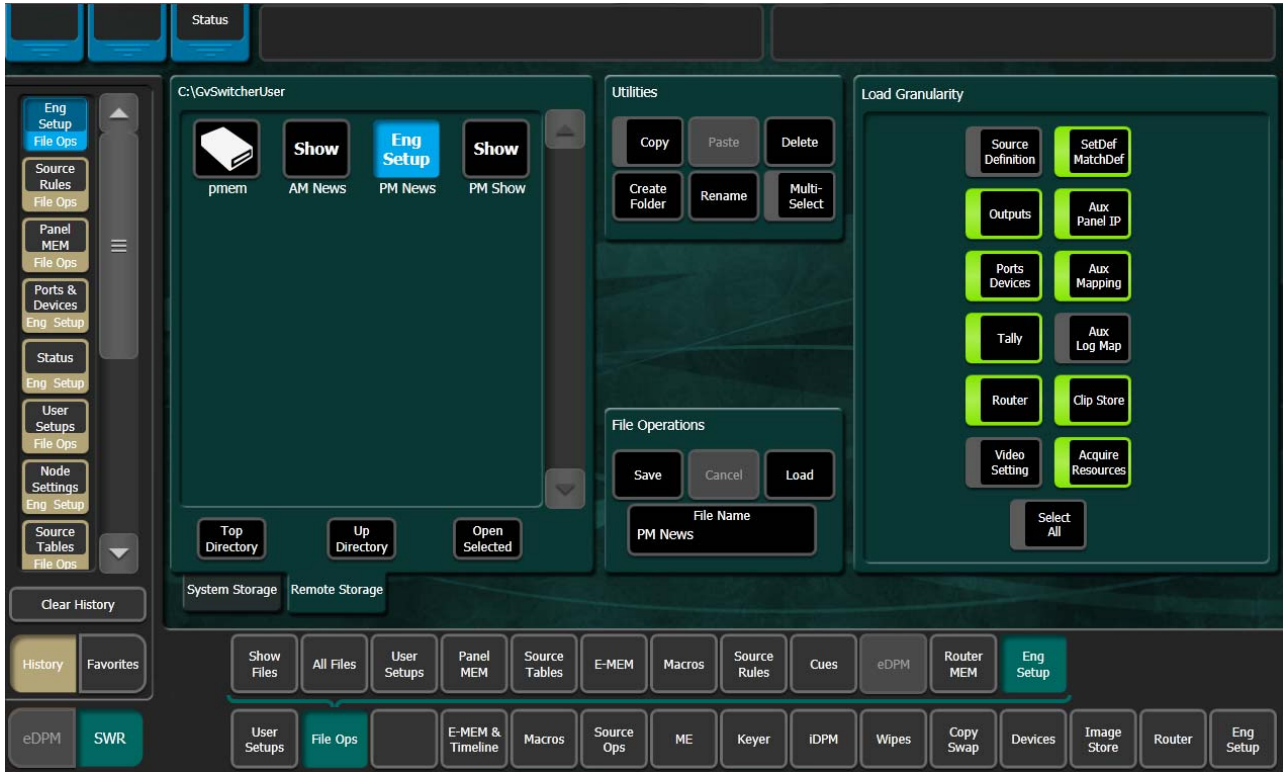 Status
Eng
Setup
File Ops
Source
Rules
File Ops
Panel
MEM
File Ops
Ports &
Devices
Eng Setup
Status
Eng Setup
User
Setups
File Ops
Node
Settings
Eng Setup
Source
Tables
File Ops
Clear History
History
Favorites
eDPM
SWR
C:\GvSwitcherUser
pmem
Show
AM News
Eng
Setup
PM News
Show
PM Show
Top
Directory
Up
Directory
Open
Selected
System Storage
Remote Storage
Utilities
Copy
Paste
Delete
Create
Folder
Rename
Multi-
Select
File Operations
Save
Cancel
Load
File Name
PM News
Load Granularity
Source
Definition
SetDef
MatchDef
Outputs
Aux
Panel IP
Ports
Devices
Aux
Mapping
Tally
Aux
Log Map
Router
Clip Store
Video
Setting
Acquire
Resources
Select
All
Show
Files
All Files
User
Setups
Panel
MEM
Source
Tables
E-MEM
Macros
Source
Rules
Cues
eDPM
Router
MEM
Eng
Setup
User
Setups
File Ops
E-MEM &
Timeline
Macros
Source
Ops
ME
Keyer
iDPM
Wipes
Copy
Swap
Devices
Image
Store
Router
Eng
Setup